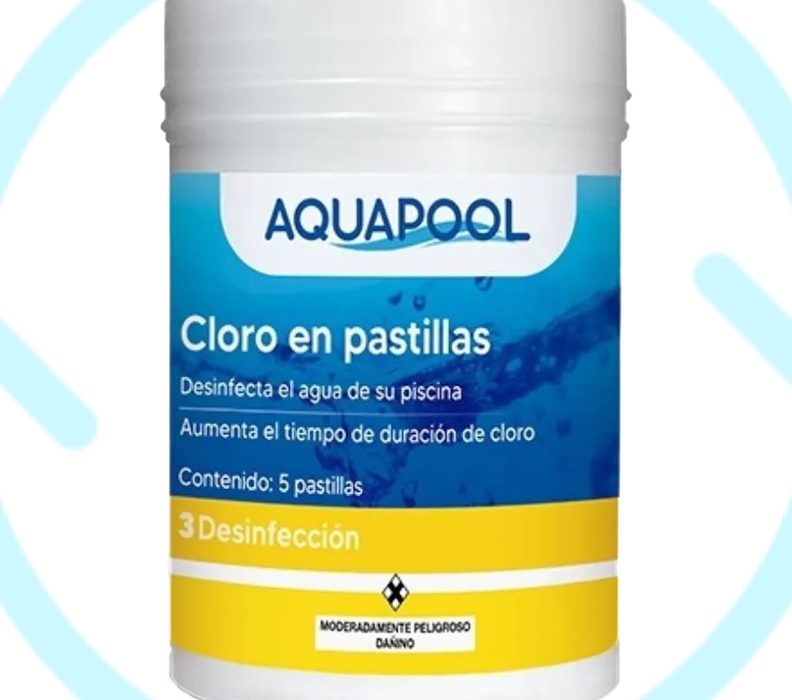 AQUAPOOL
Cloro en pastillas
Desinfecta el agua de su piscina
Aumenta el tiempo de duración de cloro
Contenido: 5 pastillas
3 Desinfección
MODERADAMENTE PELIGROSO
DAÑINO